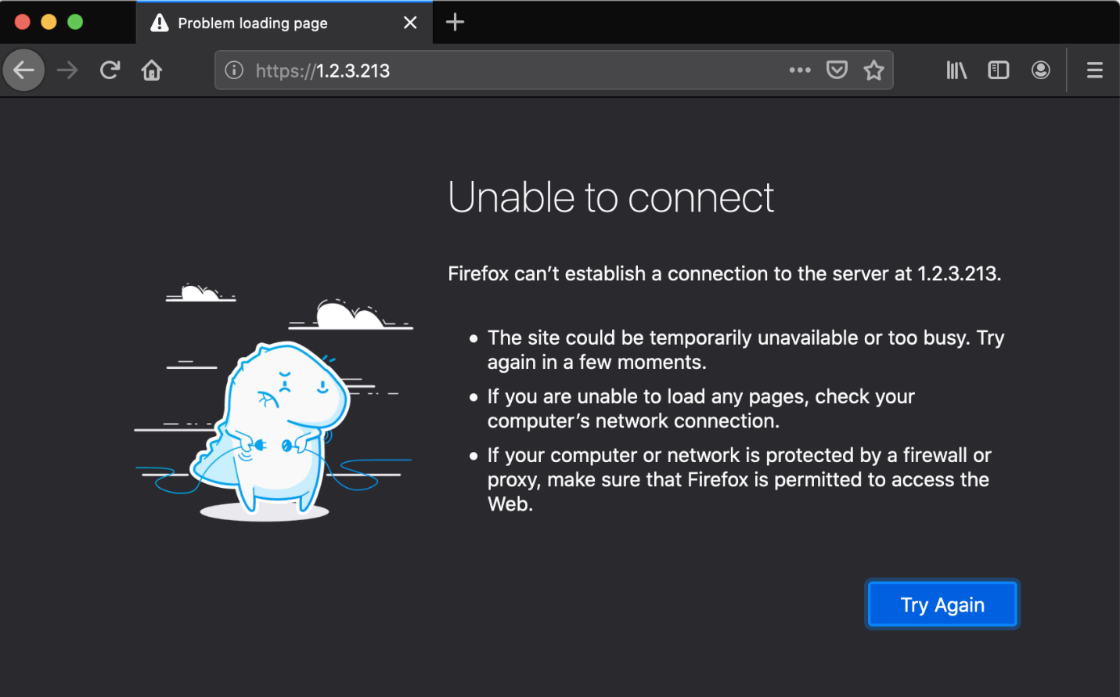 Problem loading page
https://1.2.3.213
Unable to connect
Firefox can’t establish a connection to the server at 1.2.3.213.
• The site could be temporarily unavailable or too busy. Try
again in a few moments.
• If you are unable to load any pages, check your
computer’s network connection.
• If your computer or network is protected by a firewall or
proxy, make sure that Firefox is permitted to access the
Web.
Try Again